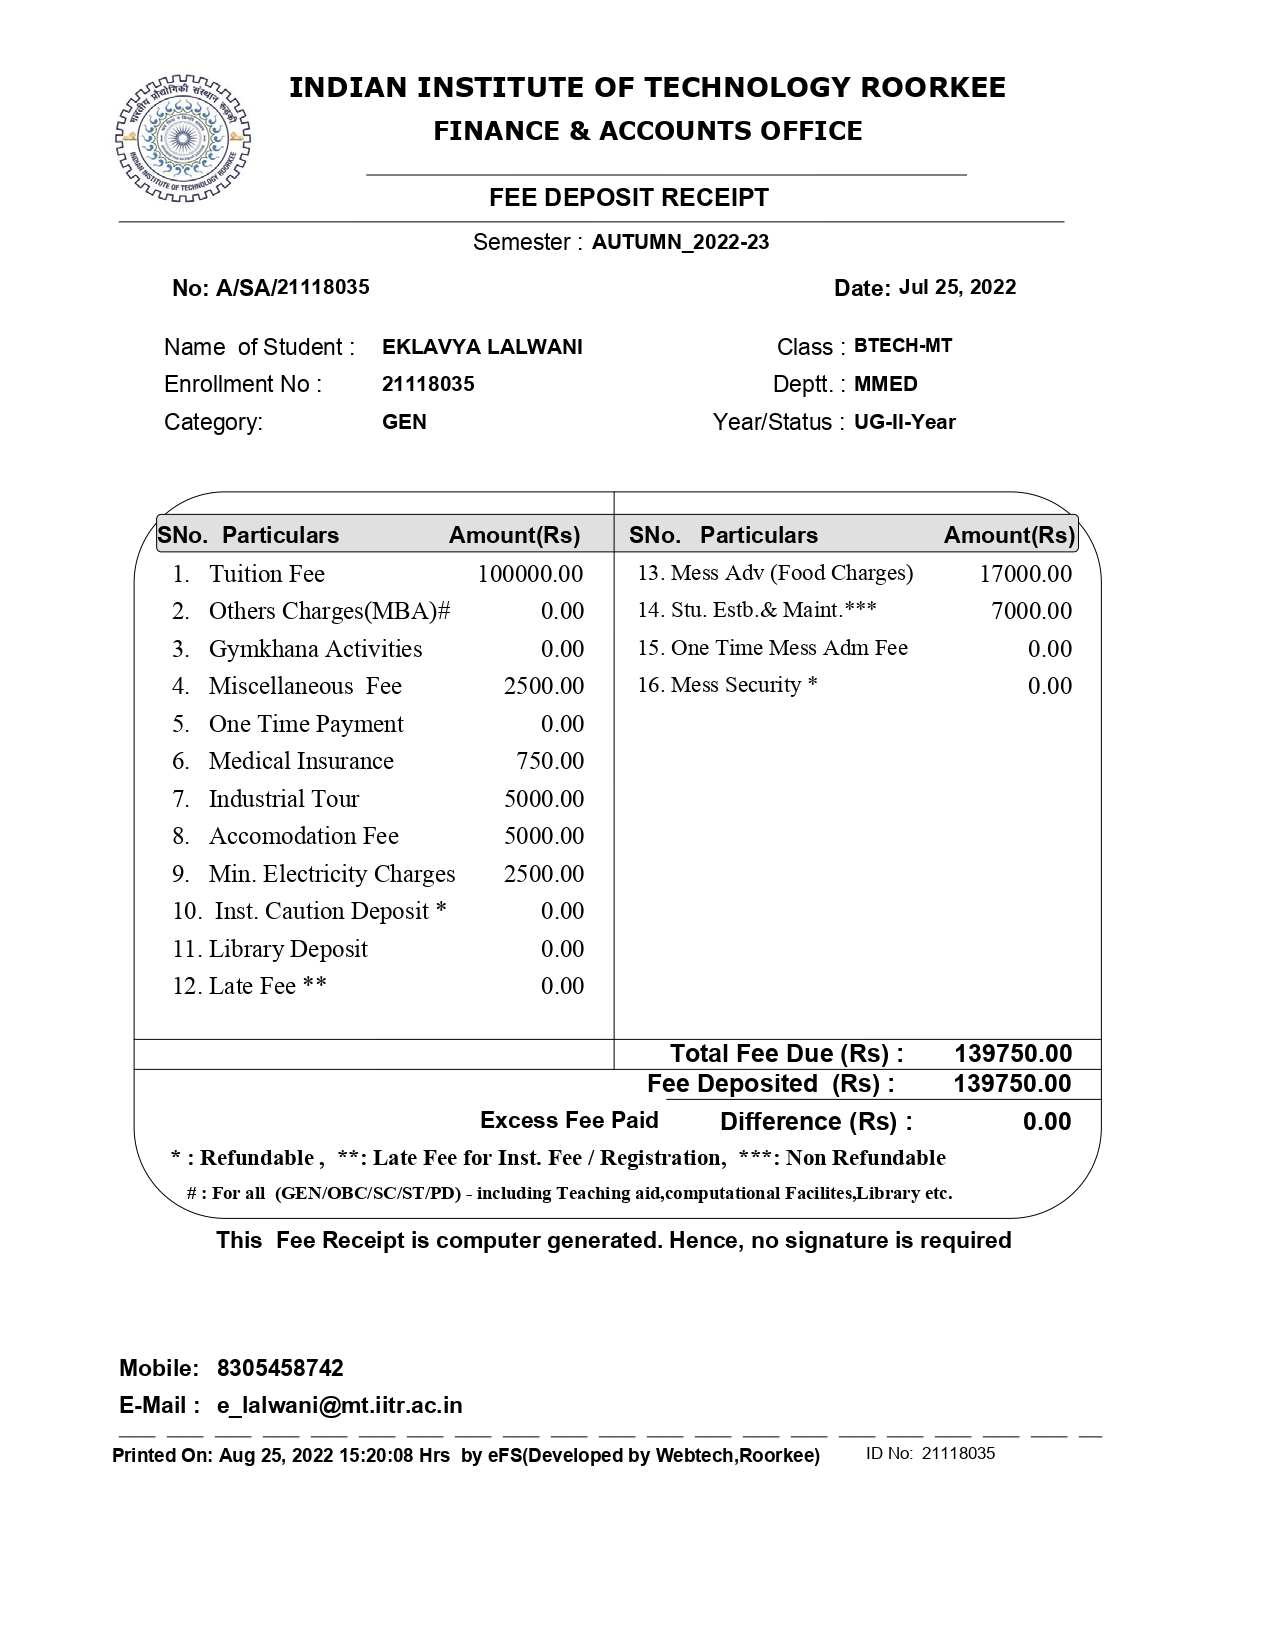 भारतीय प्रौद्योगिकी संस्थान रुड़की
INDIAN INSTITUTE OF TECHNOLOGY ROORKEE
INDIAN INSTITUTE OF TECHNOLOGY ROORKEE
FINANCE & ACCOUNTS OFFICE
FEE DEPOSIT RECEIPT
Semester : AUTUMN_2022-23
No: A/SA/21118035 Date: Jul 25, 2022
Name of Student : EKLAVYA LALWANI Class : BTECH-MT
Enrollment No : 21118035 Deptt. : MMED
Category: GEN Year/Status : UG-II-Year
SNo. Particulars Amount(Rs) SNo. Particulars Amount(Rs)
1. Tuition Fee 100000.00 13. Mess Adv (Food Charges) 17000.00
2. Others Charges(MBA)# 0.00 14. Stu. Estb.& Maint.*** 7000.00
3. Gymkhana Activities 0.00 15. One Time Mess Adm Fee 0.00
4. Miscellaneous Fee 2500.00 16. Mess Security * 0.00
5. One Time Payment 0.00
6. Medical Insurance 750.00
7. Industrial Tour 5000.00
8. Accomodation Fee 5000.00
9. Min. Electricity Charges 2500.00
10. Inst. Caution Deposit * 0.00
11. Library Deposit 0.00
12. Late Fee ** 0.00
Total Fee Due (Rs) : 139750.00
Fee Deposited (Rs) : 139750.00
Excess Fee Paid Difference (Rs) : 0.00
* : Refundable , **: Late Fee for Inst. Fee / Registration, ***: Non Refundable
# : For all (GEN/OBC/SC/ST/PD) - including Teaching aid,computational Facilites,Library etc.
This Fee Receipt is computer generated. Hence, no signature is required
Mobile: 8305458742
E-Mail : e_lalwani@mt.iitr.ac.in
Printed On: Aug 25, 2022 15:20:08 Hrs by eFS(Developed by Webtech,Roorkee) ID No: 21118035